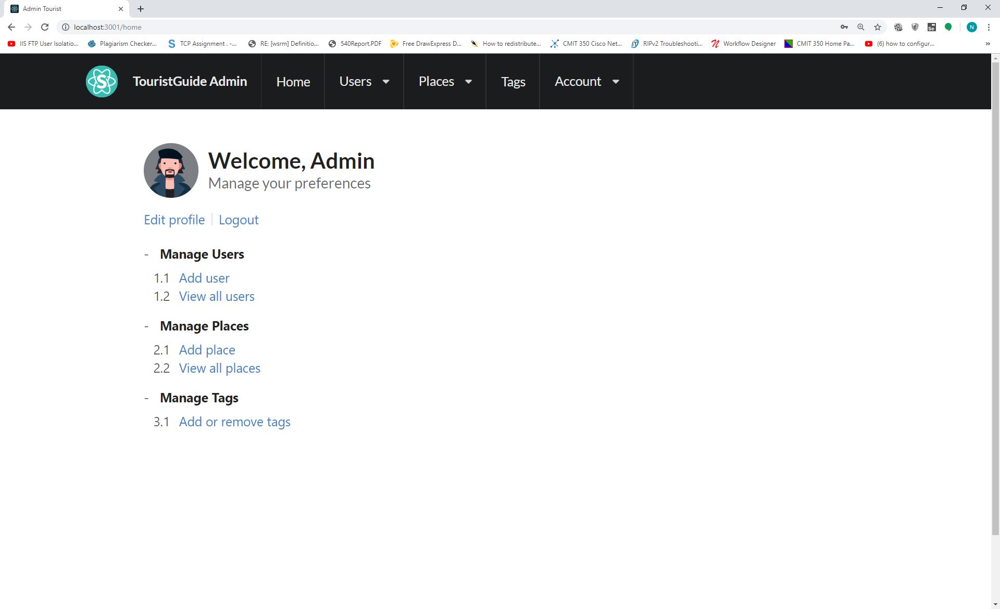 Admin Tourist
localhost:3001/home
IIS FTP User Isolatio... Plagiarism Checker... TCP Assignment . -... RE: [wsrm] Definitio... 540Report.PDF Free DrawExpress D... How to redistribute... CMIT 350 Cisco Net... RIPv2 Troubleshooti... Workflow Designer CMIT 350 Home Pa... (6) how to configur... »
TouristGuide Admin Home Users Places Tags Account
Welcome, Admin
Manage your preferences
Edit profile Logout
- Manage Users
1.1 Add user
1.2 View all users
- Manage Places
2.1 Add place
2.2 View all places
- Manage Tags
3.1 Add or remove tags